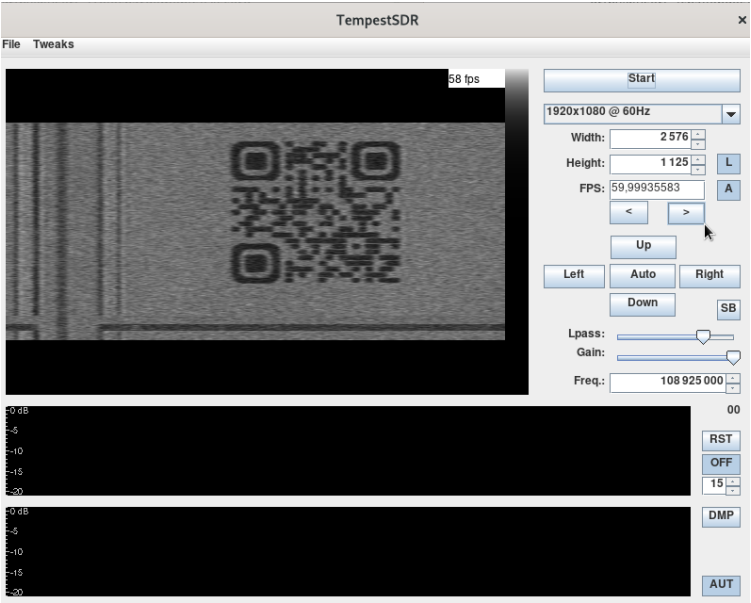 TempestSDR
×
File Tweaks
58 fps
Start
1920x1080 @ 60Hz
Width: 2 576
Height: 1 125 L
FPS: 59,99935583 A
< >
Up
Left Auto Right
Down
SB
Lpass:
Gain:
Freq.: 108 925 000
00
0 dB
-5
-10
-15
-20
RST
OFF
15
0 dB
-5
-10
-15
-20
DMP
AUT